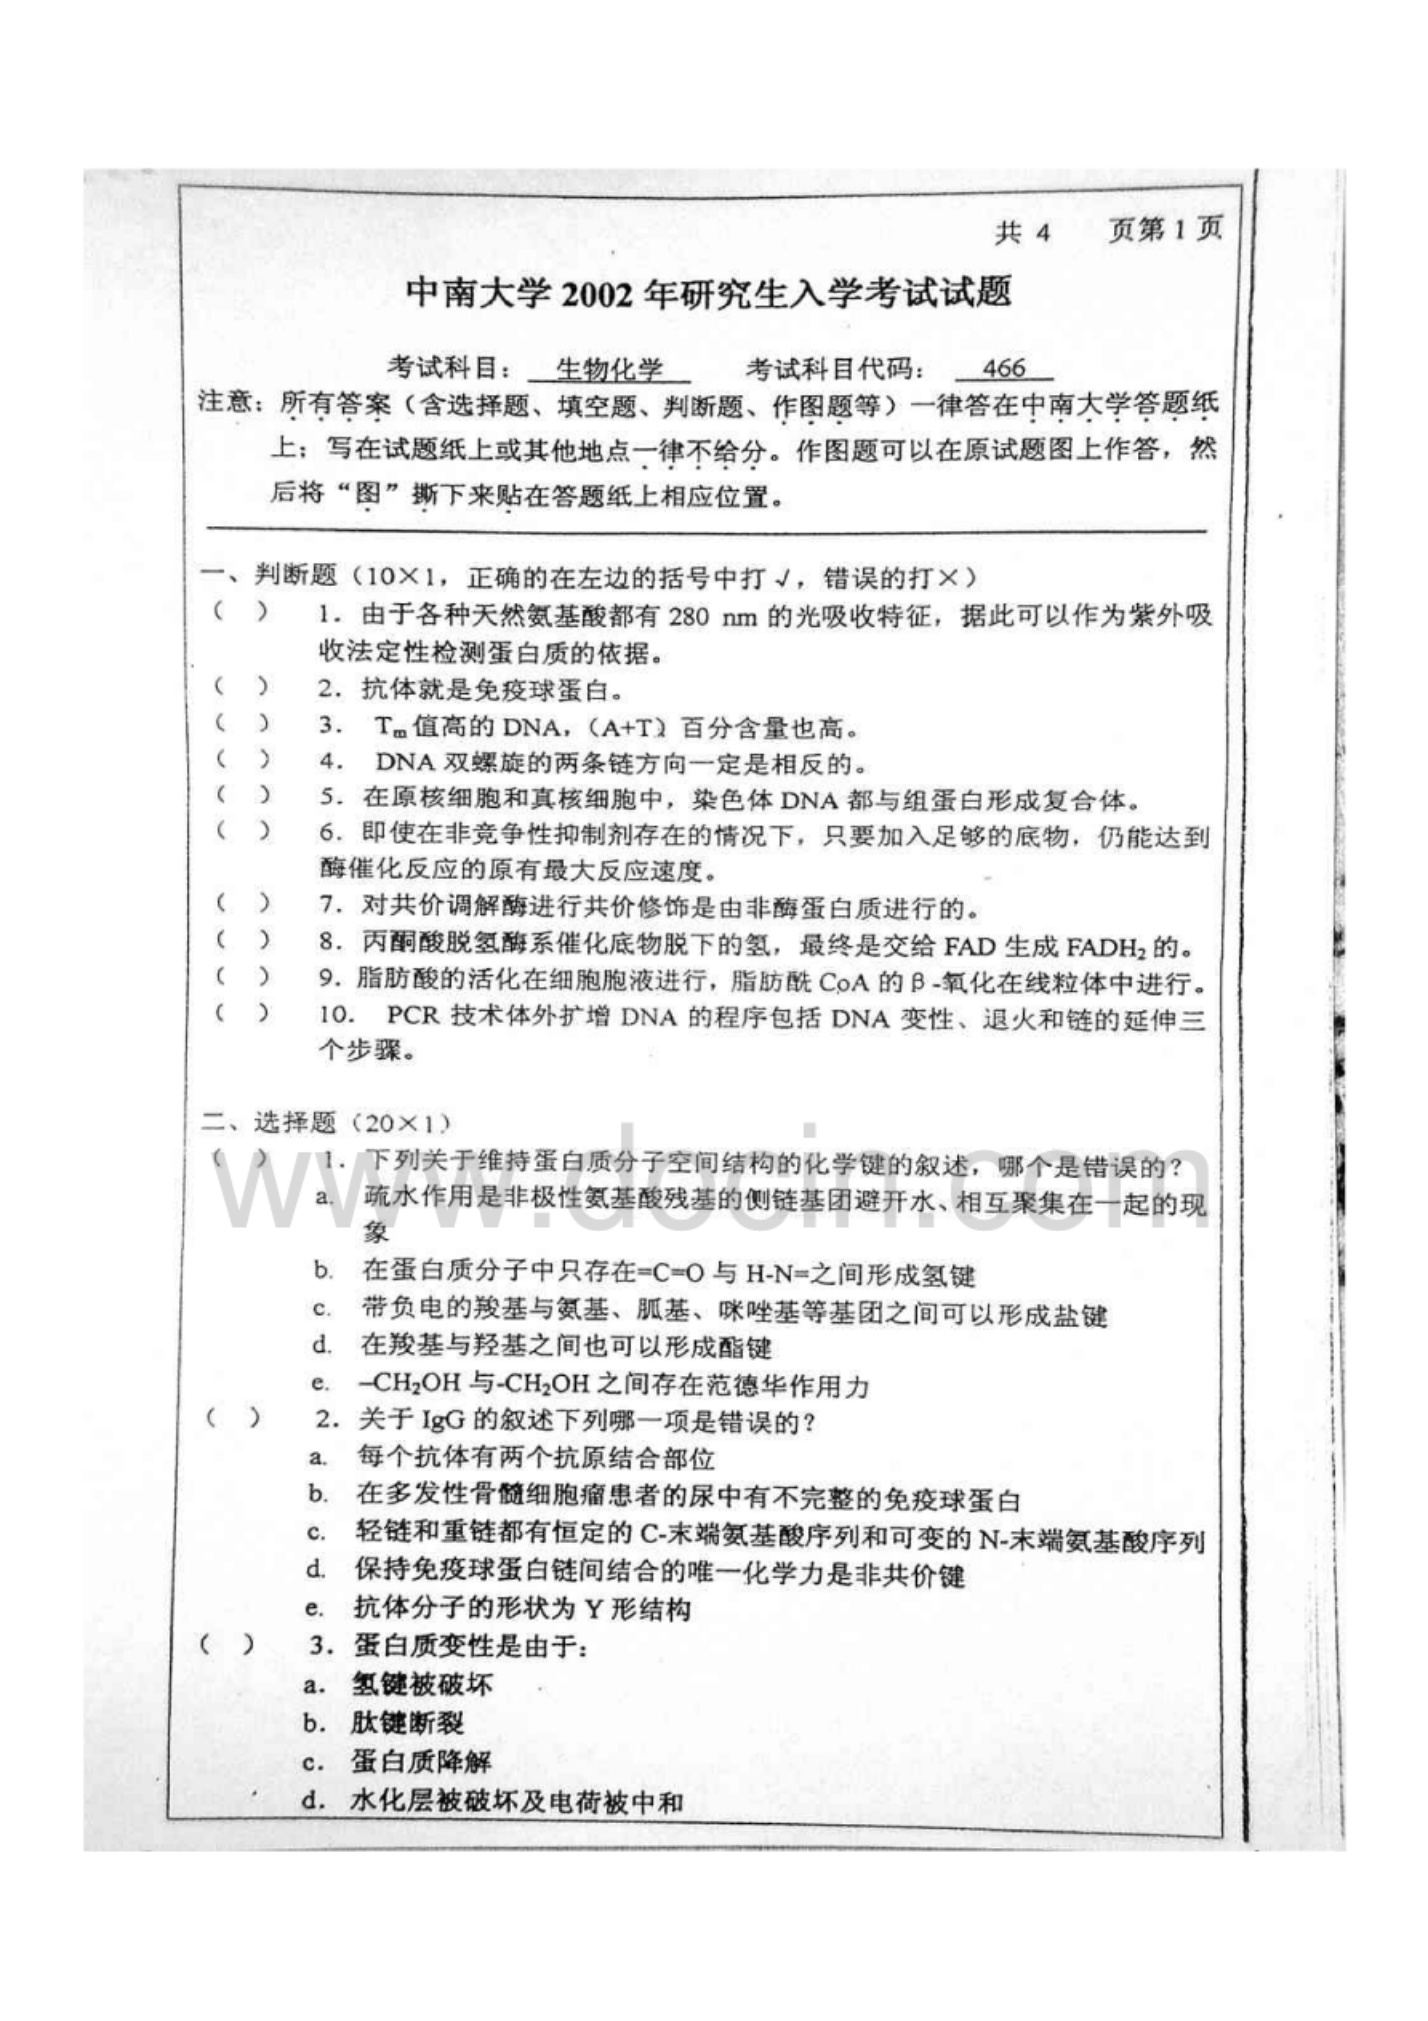 共 4 页第 1 页
中南大学 2002 年研究生入学考试试题
考试科目： 生物化学 考试科目代码： 466
注意：所有答案（含选择题、填空题、判断题、作图题等）一律答在中南大学答题纸
上；写在试题纸上或其他地点一律不给分。作图题可以在原试题图上作答，然
后将“图”撕下来贴在答题纸上相应位置。
一、判断题（10×1，正确的在左边的括号中打√，错误的打×）
（ ） 1．由于各种天然氨基酸都有 280 nm 的光吸收特征，据此可以作为紫外吸
收法定性检测蛋白质的依据。
（ ） 2．抗体就是免疫球蛋白。
（ ） 3． Tm 值高的 DNA，（A+T）百分含量也高。
（ ） 4． DNA 双螺旋的两条链方向一定是相反的。
（ ） 5．在原核细胞和真核细胞中，染色体 DNA 都与组蛋白形成复合体。
（ ） 6．即使在非竞争性抑制剂存在的情况下，只要加入足够的底物，仍能达到
酶催化反应的原有最大反应速度。
（ ） 7．对共价调解酶进行共价修饰是由非酶蛋白质进行的。
（ ） 8．丙酮酸脱氢酶系催化底物脱下的氢，最终是交给 FAD 生成 FADH2 的。
（ ） 9．脂肪酸的活化在细胞胞液进行，脂肪酰 CoA 的 β-氧化在线粒体中进行。
（ ） 10． PCR 技术体外扩增 DNA 的程序包括 DNA 变性、退火和链的延伸三
个步骤。
二、选择题（20×1）
（ ） 1．下列关于维持蛋白质分子空间结构的化学键的叙述，哪个是错误的？
www.docin.com
a. 疏水作用是非极性氨基酸残基的侧链基团避开水、相互聚集在一起的现
象
b. 在蛋白质分子中只存在=C=O 与 H-N=之间形成氢键
c. 带负电的羧基与氨基、胍基、咪唑基等基团之间可以形成盐键
d. 在羧基与羟基之间也可以形成酯键
e. –CH2OH 与-CH2OH 之间存在范德华作用力
（ ） 2．关于 IgG 的叙述下列哪一项是错误的？
a. 每个抗体有两个抗原结合部位
b. 在多发性骨髓细胞瘤患者的尿中有不完整的免疫球蛋白
c. 轻链和重链都有恒定的 C-末端氨基酸序列和可变的 N-末端氨基酸序列
d. 保持免疫球蛋白链间结合的唯一化学力是非共价键
e. 抗体分子的形状为 Y 形结构
（ ） 3．蛋白质变性是由于：
a．氢键被破坏
b．肽键断裂
c．蛋白质降解
d．水化层被破坏及电荷被中和